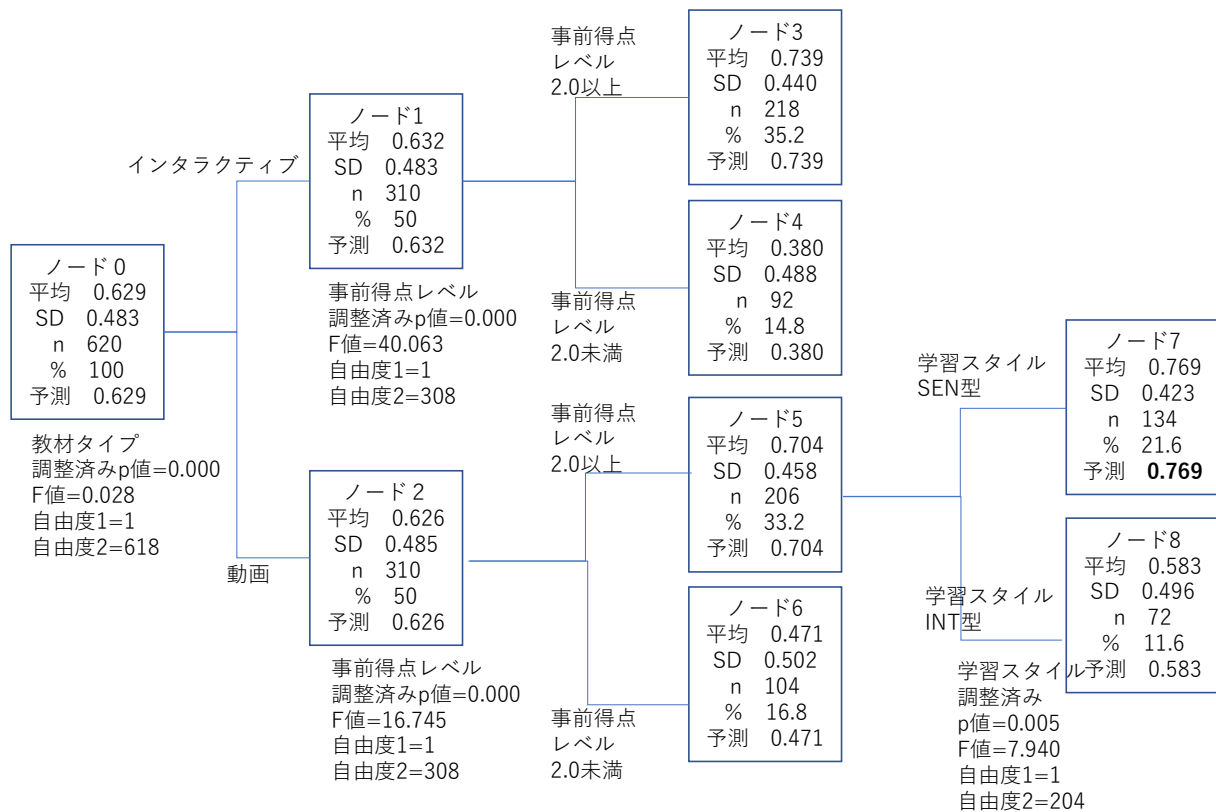 ノード０
平均 0.629
SD 0.483
n 620
% 100
予測 0.629
教材タイプ
調整済みp値=0.000
F値=0.028
自由度1=1
自由度2=618
インタラクティブ
動画
ノード1
平均 0.632
SD 0.483
n 310
% 50
予測 0.632
事前得点レベル
調整済みp値=0.000
F値=40.063
自由度1=1
自由度2=308
ノード２
平均 0.626
SD 0.485
n 310
% 50
予測 0.626
事前得点レベル
調整済みp値=0.000
F値=16.745
自由度1=1
自由度2=308
事前得点
レベル
2.0以上
ノード3
平均 0.739
SD 0.440
n 218
% 35.2
予測 0.739
事前得点
レベル
2.0未満
ノード4
平均 0.380
SD 0.488
n 92
% 14.8
予測 0.380
事前得点
レベル
2.0以上
ノード5
平均 0.704
SD 0.458
n 206
% 33.2
予測 0.704
事前得点
レベル
2.0未満
ノード6
平均 0.471
SD 0.502
n 104
% 16.8
予測 0.471
学習スタイル
SEN型
ノード7
平均 0.769
SD 0.423
n 134
% 21.6
予測 0.769
学習スタイル
INT型
ノード8
平均 0.583
SD 0.496
n 72
% 11.6
予測 0.583
学習スタイル
調整済み
p値=0.005
F値=7.940
自由度1=1
自由度2=204